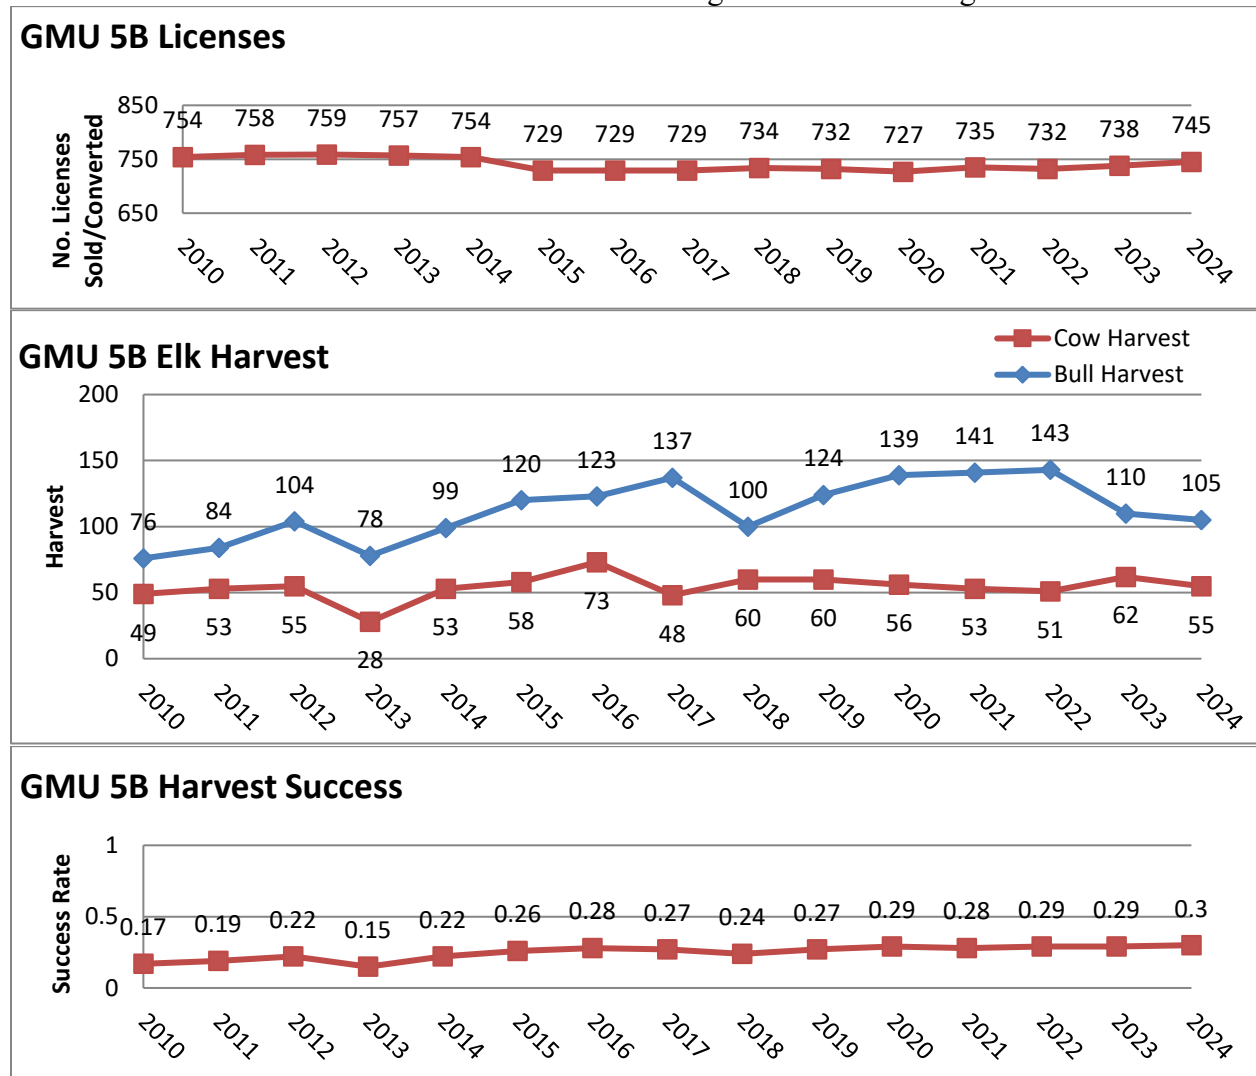 GMU 5B Licenses
No. Licenses
Sold/Converted
850
750
650
754 758 759 757 754 729 729 729 734 732 727 735 732 738 745
2010 2011 2012 2013 2014 2015 2016 2017 2018 2019 2020 2021 2022 2023 2024
GMU 5B Elk Harvest
Cow Harvest
Bull Harvest
Harvest
200
150
100
50
0
76 84 104 78 99 120 123 137 100 124 139 141 143 110 105
49 53 55 28 53 58 73 48 60 60 56 53 51 62 55
2010 2011 2012 2013 2014 2015 2016 2017 2018 2019 2020 2021 2022 2023 2024
GMU 5B Harvest Success
Success Rate
1
0.5
0
0.17 0.19 0.22 0.15 0.22 0.26 0.28 0.27 0.24 0.27 0.29 0.28 0.29 0.29 0.3
2010 2011 2012 2013 2014 2015 2016 2017 2018 2019 2020 2021 2022 2023 2024